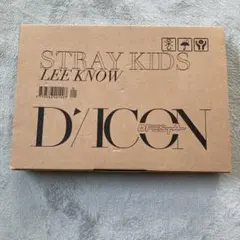 STRAY KIDS
LEE KNOW
D'/ICON